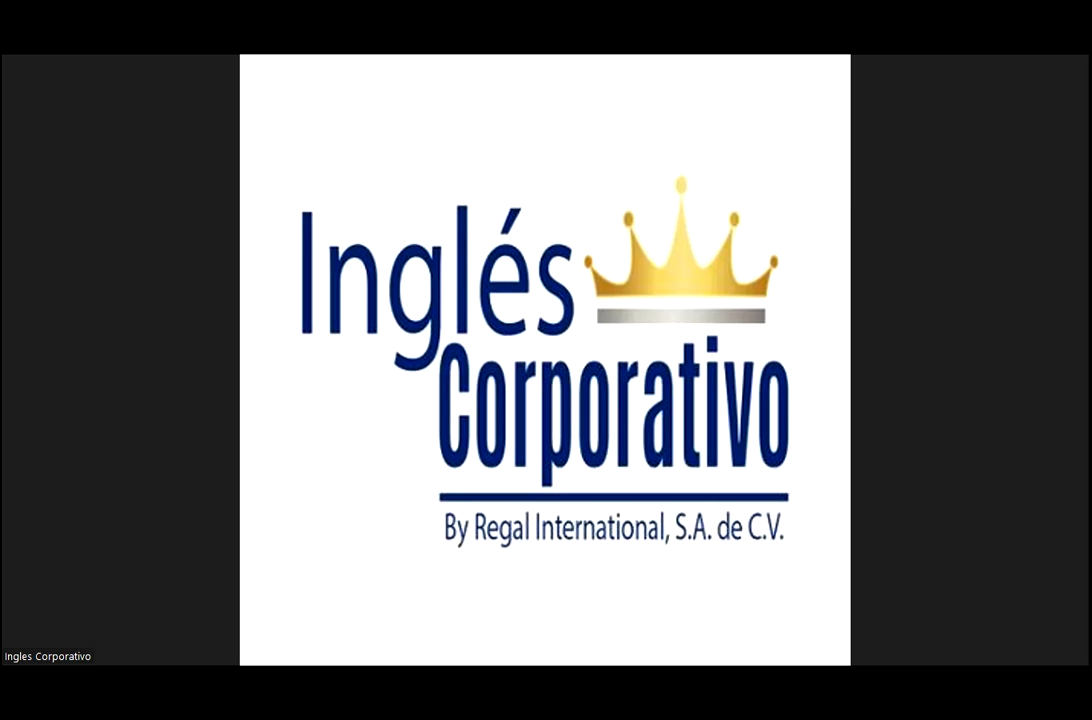 Inglés
Corporativo
By Regal International, S.A. de C.V.
Ingles Corporativo